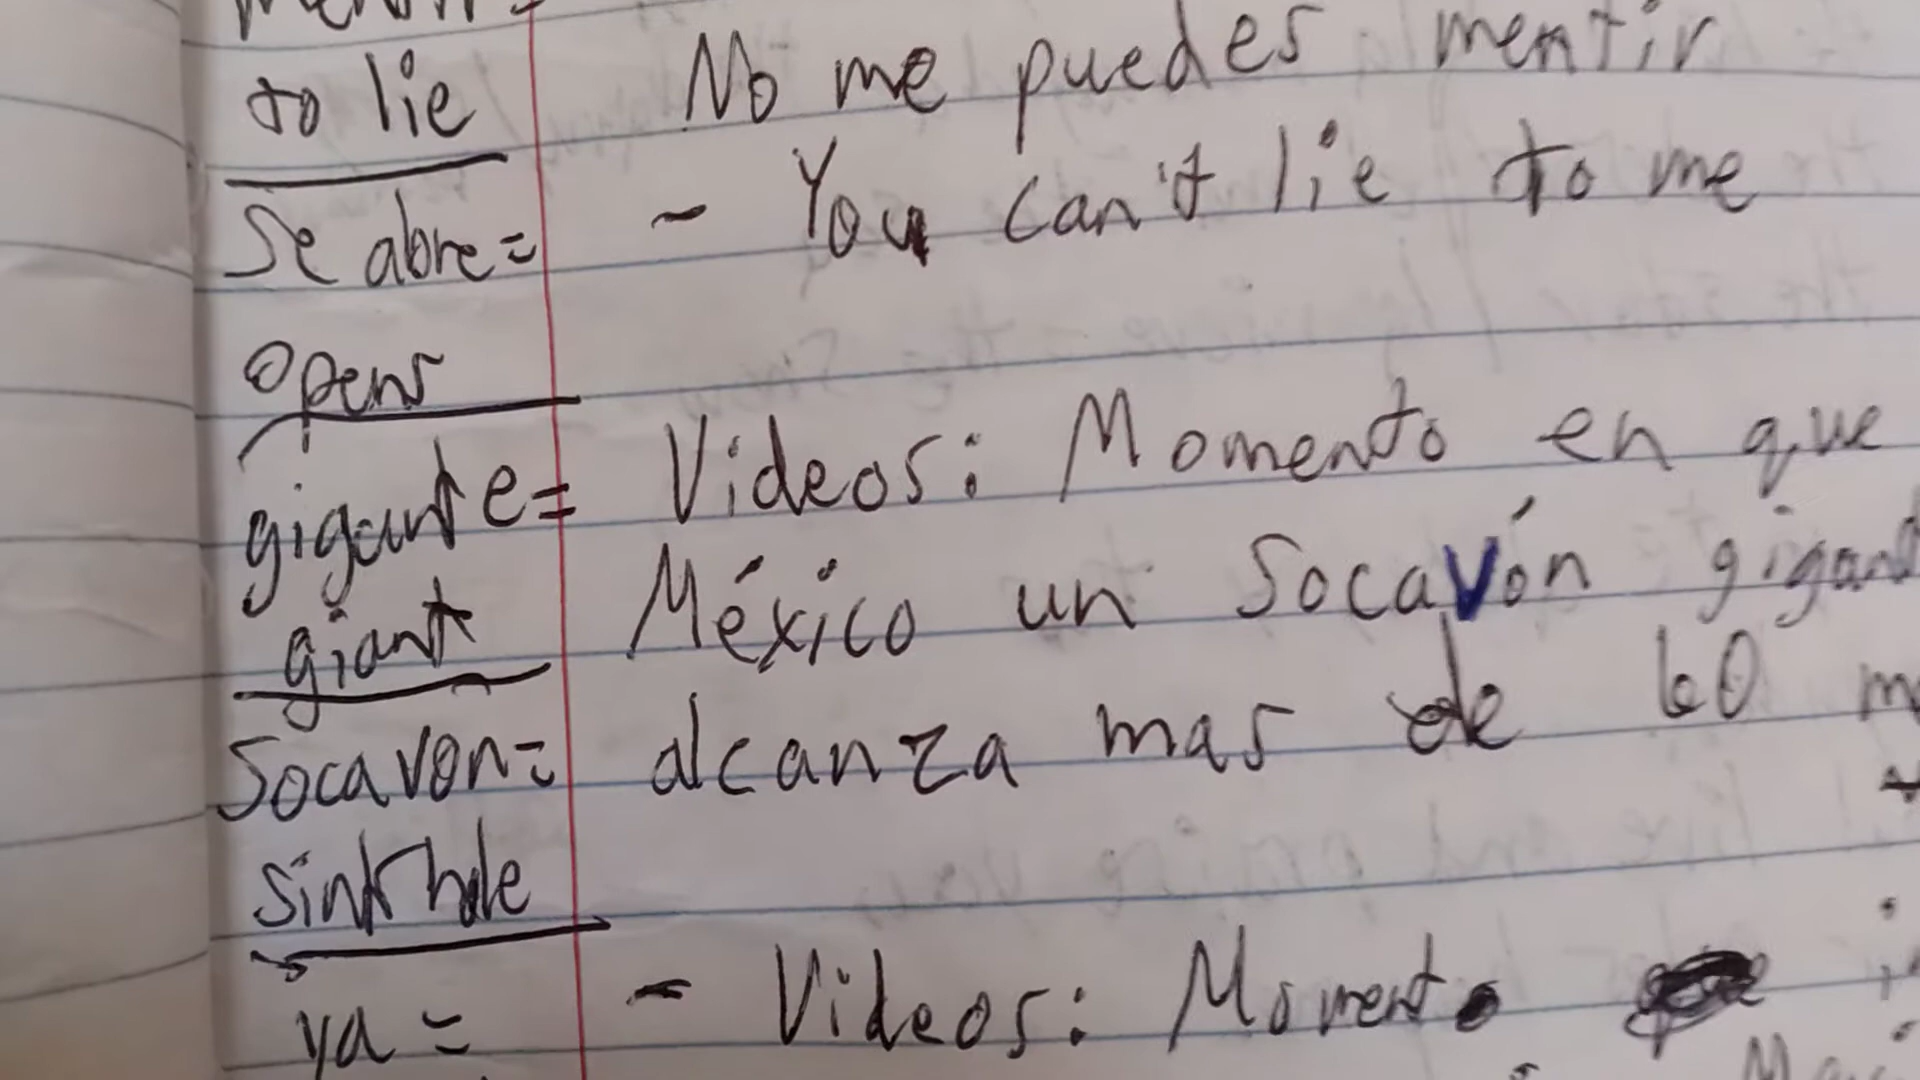 to lie
Se abre =
opens
gigante =
giant
Socavon =
sinkhole
ya =
No me puedes mentir
- You can't lie to me
Videos: Momento en que
México un Socavón
alcanza mas de 60
- Videos: Moment